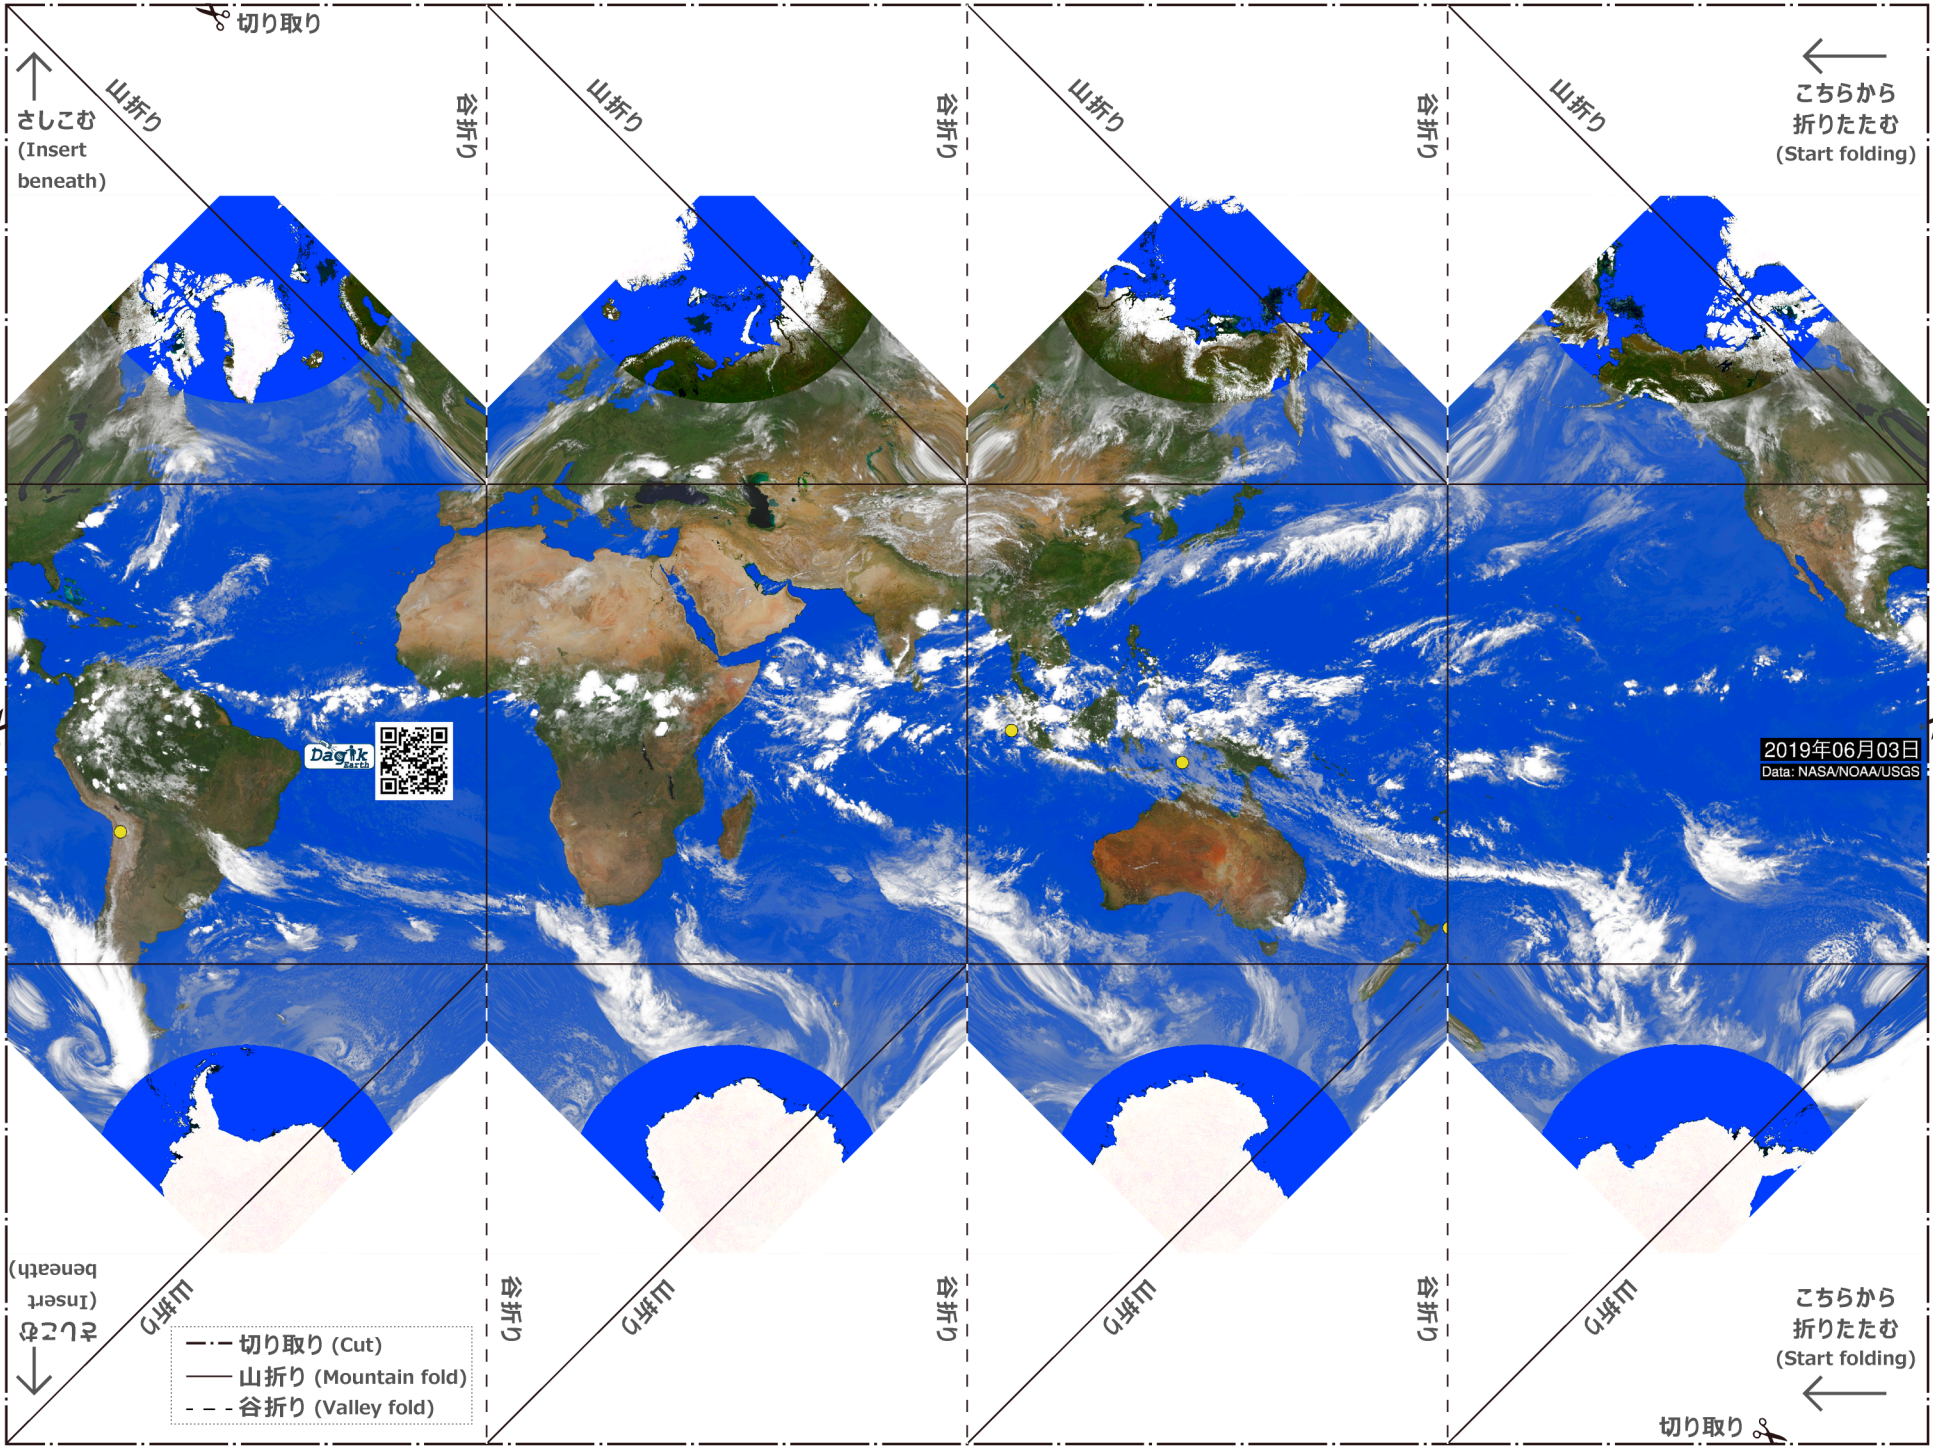 切り取り
山折り
谷折り
山折り
谷折り
山折り
谷折り
山折り
さしこむ
(Insert
beneath)
こちらから
折りたたむ
(Start folding)
Dagik
Earth
2019年06月03日
Data: NASA/NOAA/USGS
さしこむ
(Insert
beneath)
山折り
谷折り
山折り
谷折り
山折り
谷折り
山折り
こちらから
折りたたむ
(Start folding)
切り取り (Cut)
山折り (Mountain fold)
谷折り (Valley fold)
切り取り